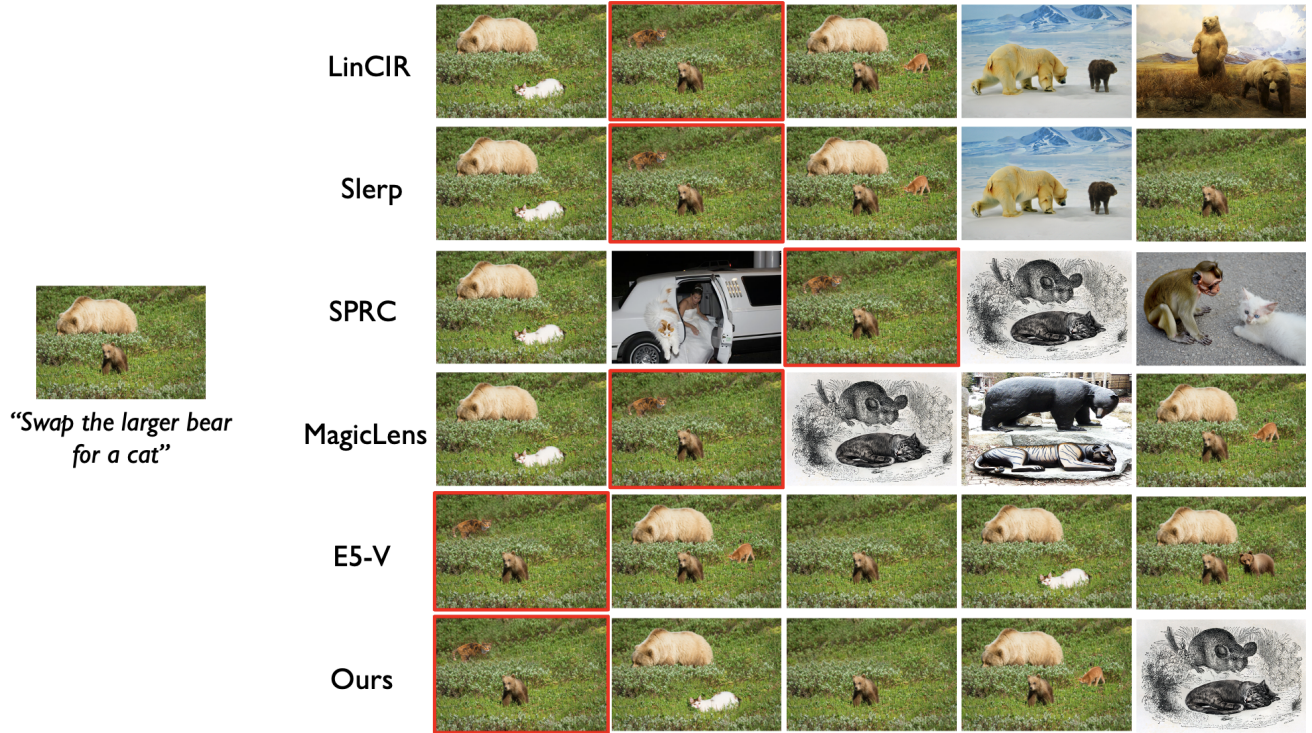 LinCIR
Slerp
SPRC
“Swap the larger bear
for a cat”
MagicLens
E5-V
Ours